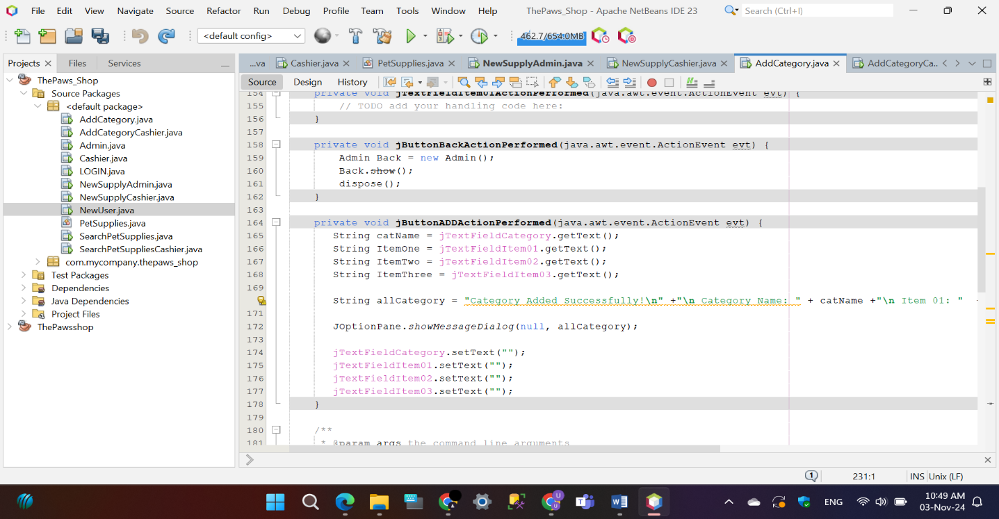 File Edit View Navigate Source Refactor Run Debug Profile Team Tools Window Help ThePaws_Shop - Apache NetBeans IDE 23 Search (Ctrl+I)
<default config> 462.7/654.0MB
Projects Files Services
...va Cashier.java PetSupplies.java NewSupplyAdmin.java NewSupplyCashier.java AddCategory.java AddCategoryCa..
Source Design History
ThePaws_Shop
Source Packages
<default package>
AddCategory.java
AddCategoryCashier.java
Admin.java
Cashier.java
LOGIN.java
NewSupplyAdmin.java
NewSupplyCashier.java
NewUser.java
PetSupplies.java
SearchPetSupplies.java
SearchPetSuppliesCashier.java
com.mycompany.thepaws_shop
Test Packages
Dependencies
Java Dependencies
Project Files
ThePawsshop
154 private void jTextFieldItem01ActionPerformed(java.awt.event.ActionEvent evt) {
155 // TODO add your handling code here:
156 }
157
158 private void jButtonBackActionPerformed(java.awt.event.ActionEvent evt) {
159 Admin Back = new Admin();
160 Back.show();
161 dispose();
162 }
163
164 private void jButtonADDActionPerformed(java.awt.event.ActionEvent evt) {
165 String catName = jTextFieldCategory.getText();
166 String ItemOne = jTextFieldItem01.getText();
167 String ItemTwo = jTextFieldItem02.getText();
168 String ItemThree = jTextFieldItem03.getText();
169
String allCategory = "Category Added Successfully!\n" +"\n Category Name: " + catName +"\n Item 01: "
171
172 JOptionPane.showMessageDialog(null, allCategory);
173
174 jTextFieldCategory.setText("");
175 jTextFieldItem01.setText("");
176 jTextFieldItem02.setText("");
177 jTextFieldItem03.setText("");
178 }
179
180 /**
181 * @param args the command line arguments
1 231:1 INS Unix (LF)
ENG 10:49 AM
03-Nov-24